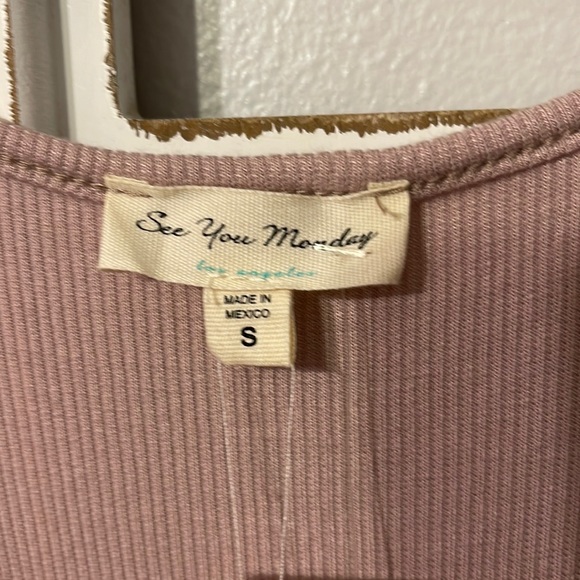 See You Monday
los angeles
MADE IN
MEXICO
S